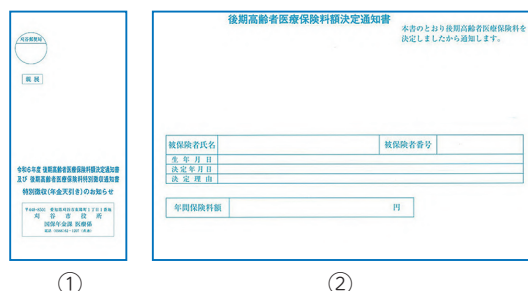 刈谷郵便局
親展
令和6年度 後期高齢者医療保険料額決定通知書
及び 後期高齢者医療保険料特別徴収通知書
特別徴収(年金天引き)のお知らせ
刈谷市役所
国保年金課 医療係
①
後期高齢者医療保険料額決定通知書
本書のとおり後期高齢者医療保険料を
決定しましたから通知します。
被保険者氏名 被保険者番号
生年月日
決定年月日
決定理由
年間保険料額 円
②